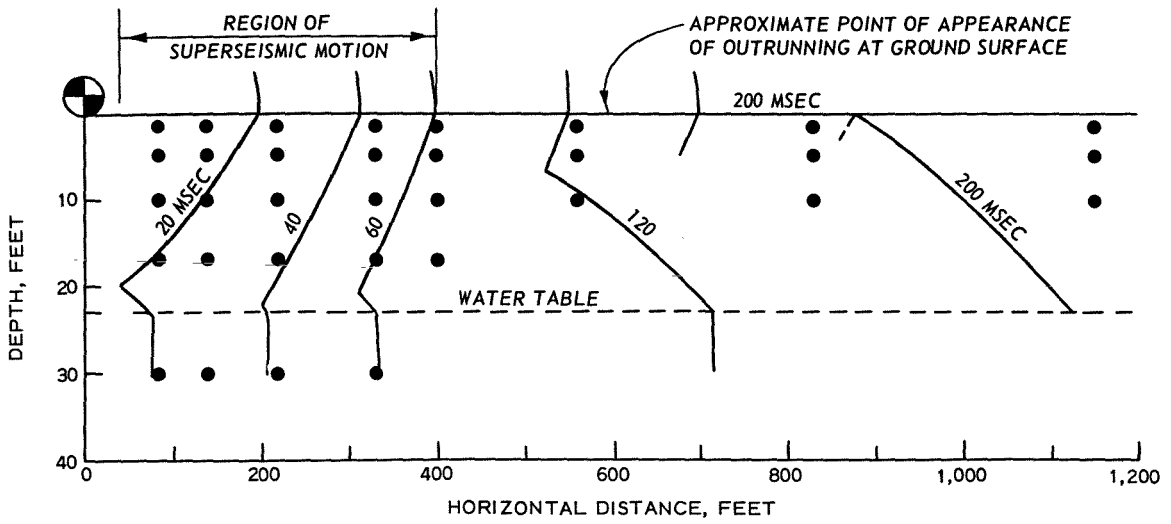 REGION OF
SUPERSEISMIC MOTION
APPROXIMATE POINT OF APPEARANCE
OF OUTRUNNING AT GROUND SURFACE
200 MSEC
20 MSEC
40
60
120
200 MSEC
WATER TABLE
DEPTH, FEET
10
20
30
40
0
200
400
600
800
1,000
1,200
HORIZONTAL DISTANCE, FEET